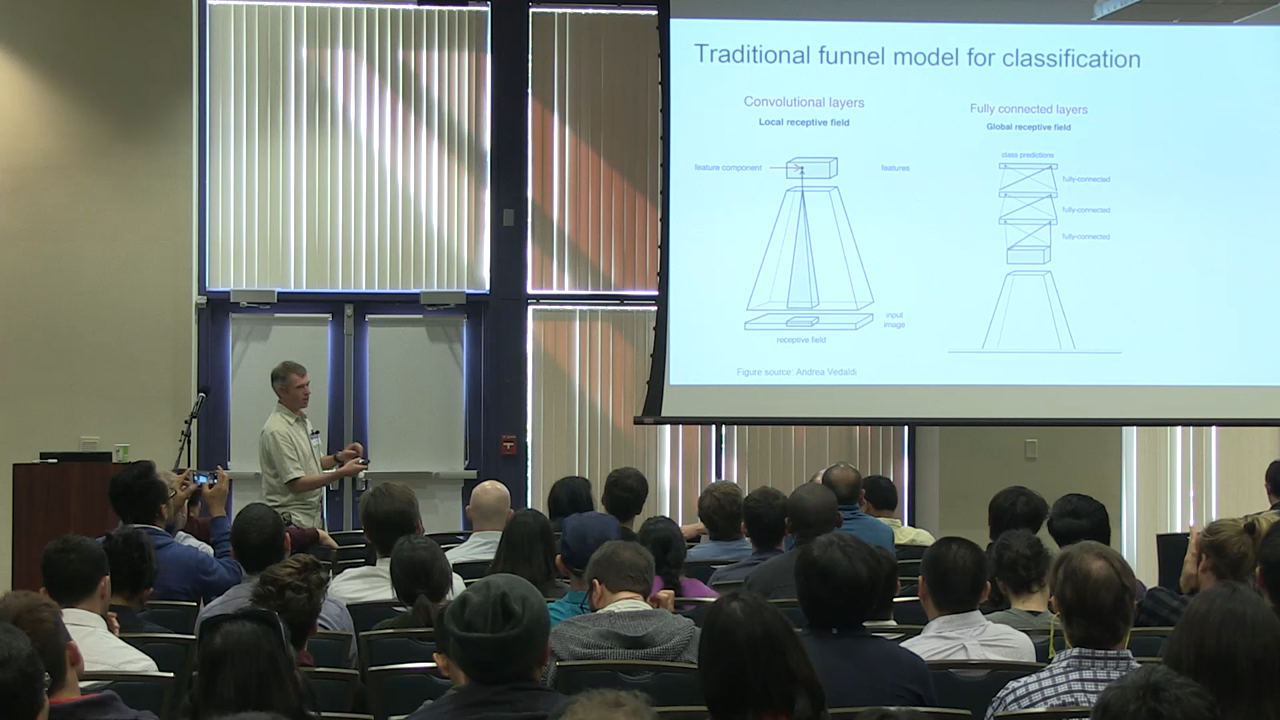 Traditional funnel model for classification
Convolutional layers
Local receptive field
feature component
features
input
image
receptive field
Figure source: Andrea Vedaldi
Fully connected layers
Global receptive field
class predictions
fully-connected
fully-connected
fully-connected